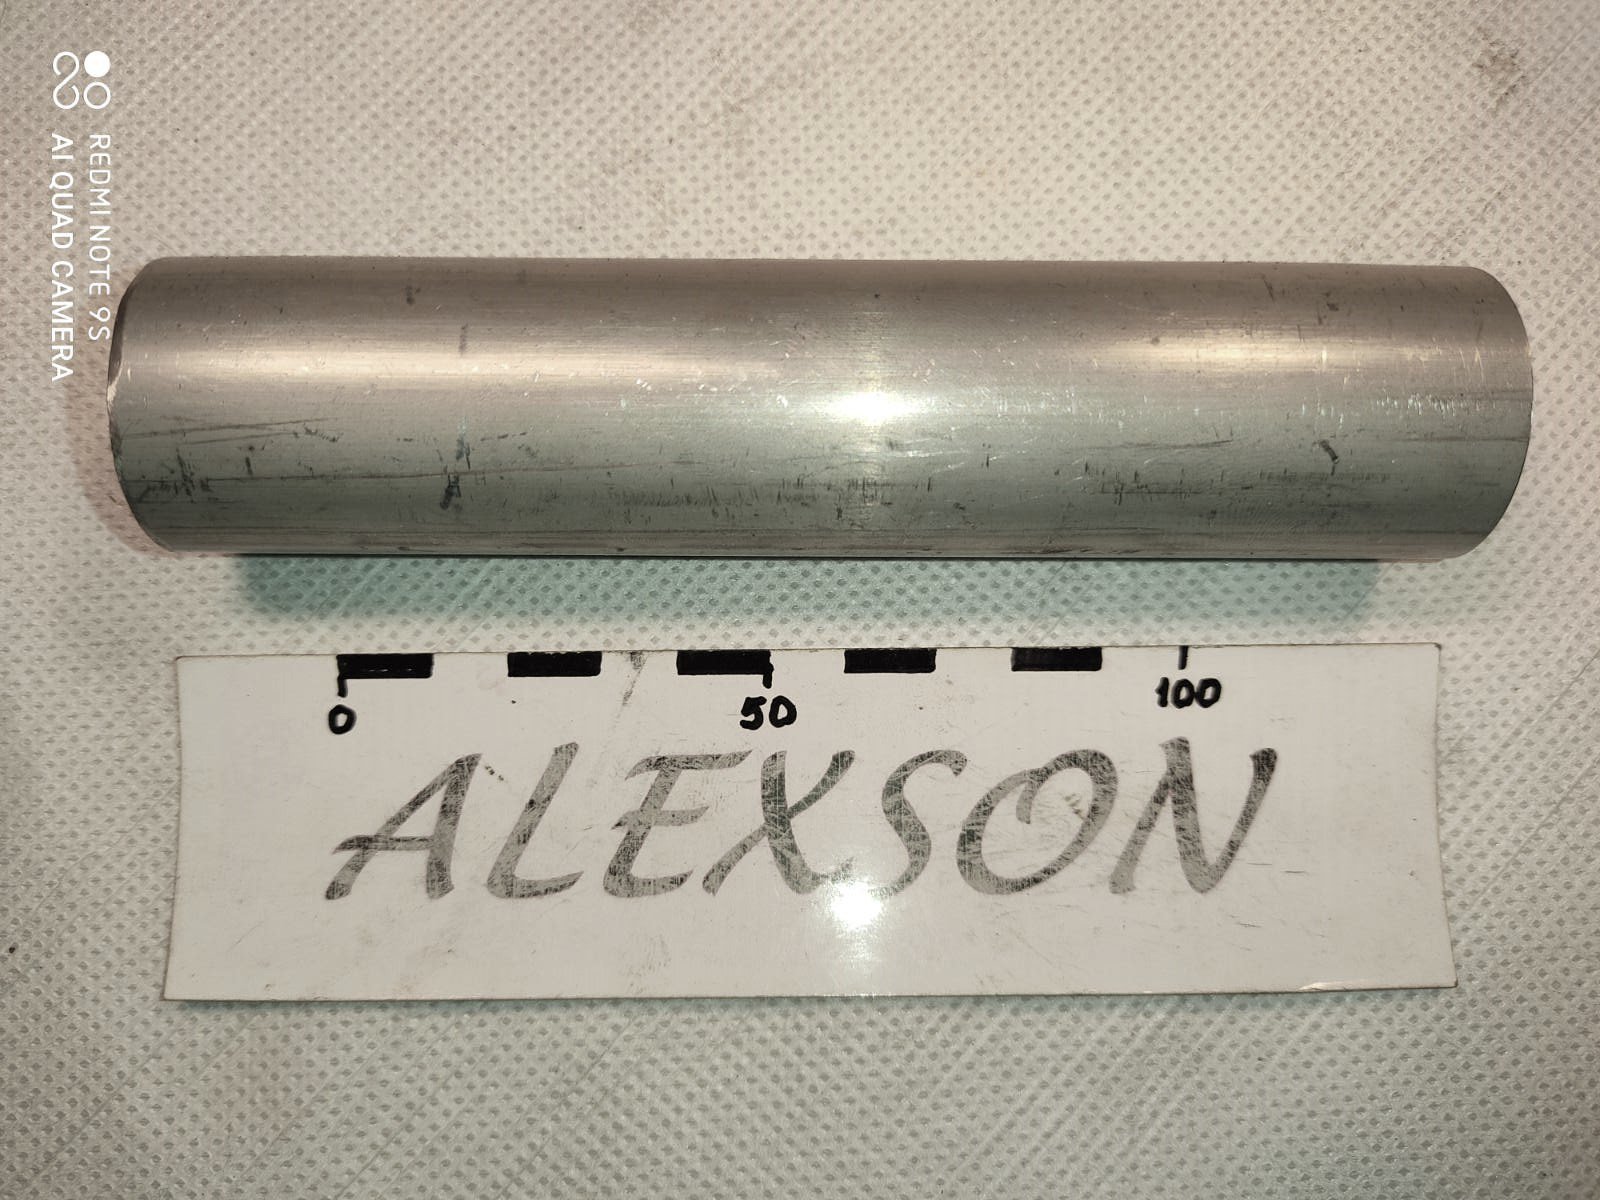 REDMI NOTE 9S
AI QUAD CAMERA
0 50 100
ALEXSON